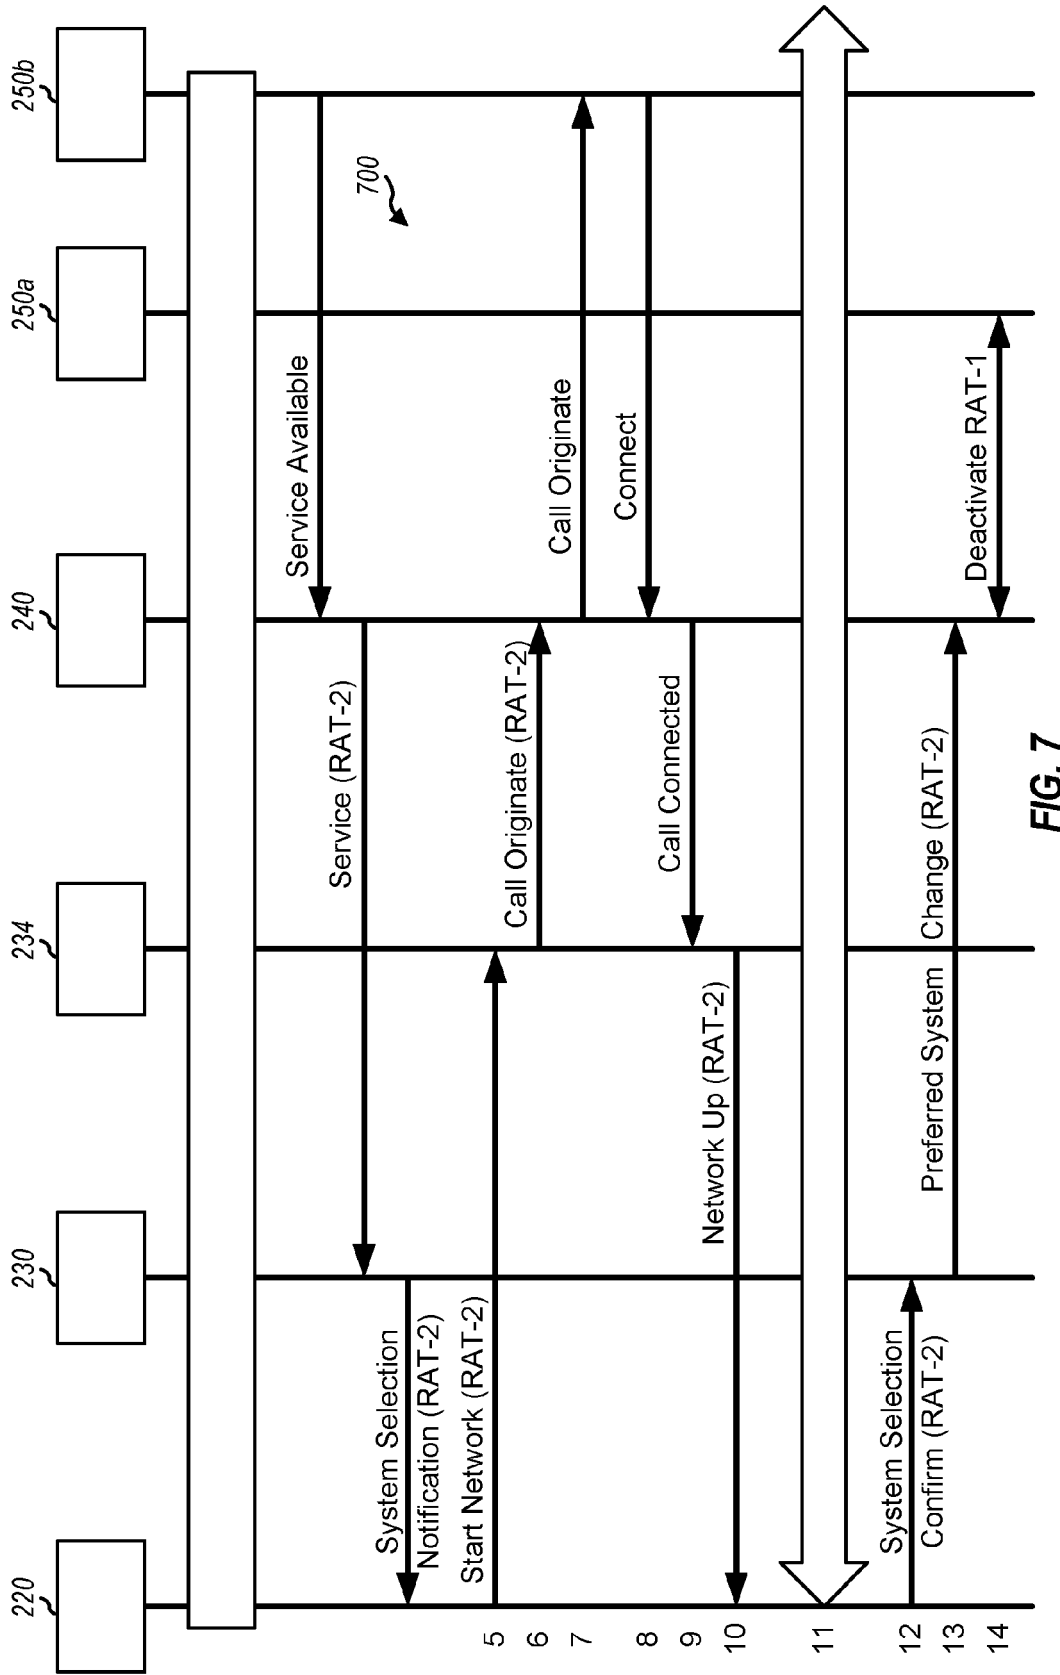 220
230
234
240
250a
250b
Service Available
Service (RAT-2)
System Selection
Notification (RAT-2)
700
5
Start Network (RAT-2)
6
Call Originate (RAT-2)
7
Call Originate
8
Connect
9
Call Connected
10
Network Up (RAT-2)
11
12
System Selection
Confirm (RAT-2)
13
Preferred System Change (RAT-2)
14
Deactivate RAT-1
FIG. 7